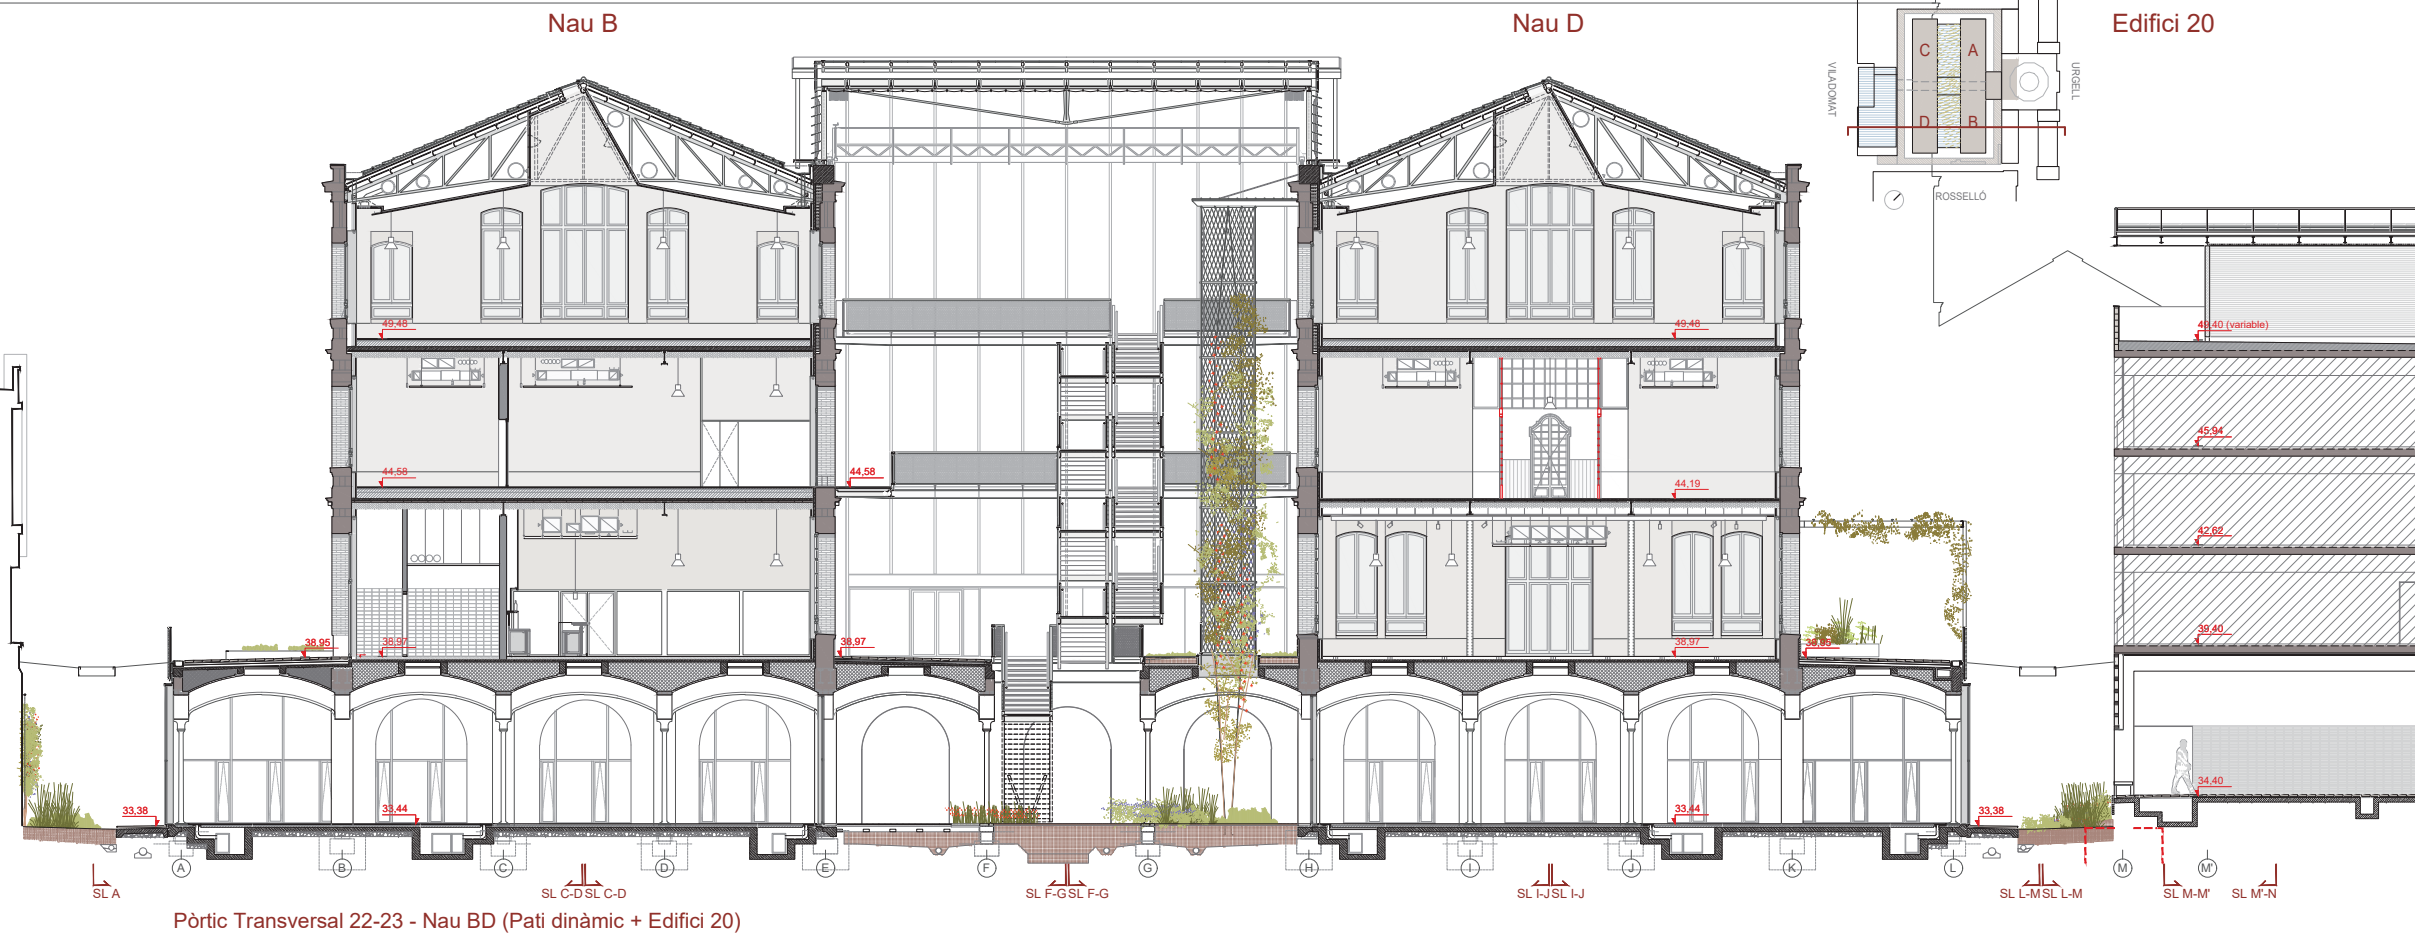 Nau B
Nau D
Edifici 20
C
A
D
B
VILADOMAT
URGELL
ROSSELLÓ
49,48
49,48
49,40 (variable)
44,58
44,58
44,19
45,94
42,62
38,95
38,97
38,97
38,97
38,95
39,40
33,38
33,44
33,44
33,38
34,40
A
B
C
D
E
F
G
H
I
J
K
L
M
M'
SL A
SL C-D SL C-D
SL F-G SL F-G
SL I-J SL I-J
SL L-M SL L-M
SL M-M'
SL M'-N
Pòrtic Transversal 22-23 - Nau BD (Pati dinàmic + Edifici 20)